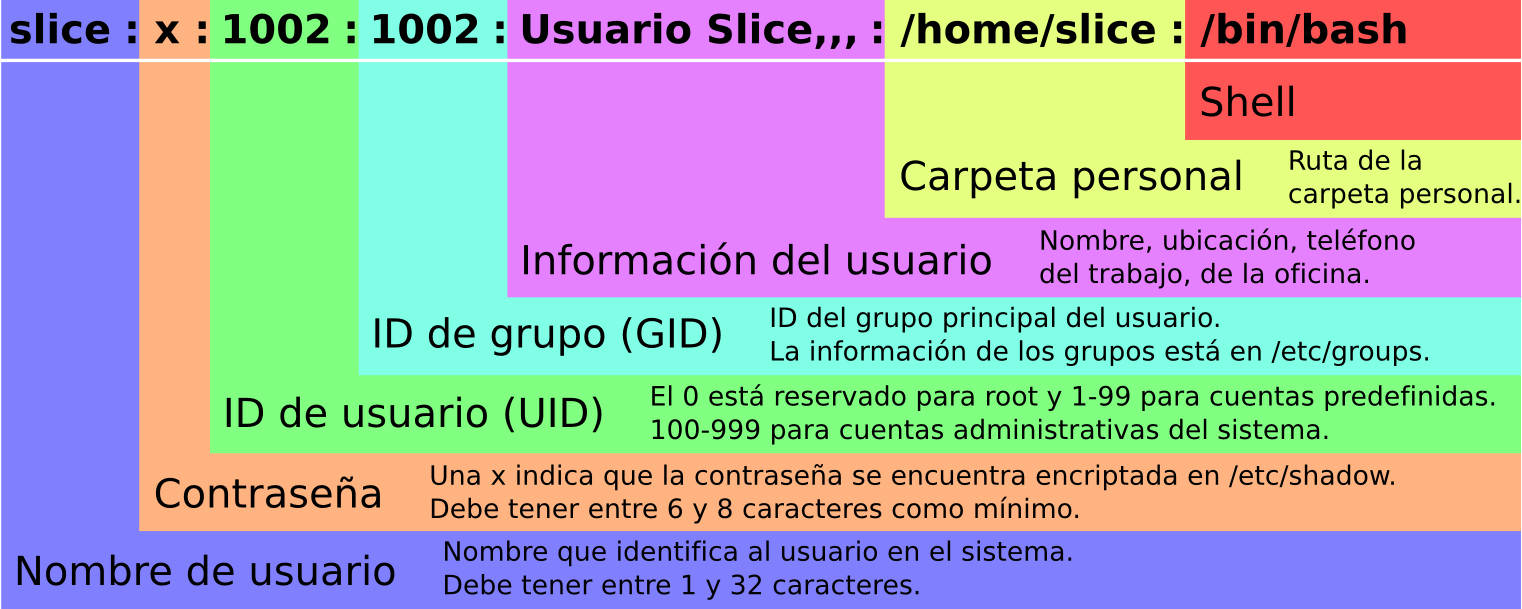 slice : x : 1002 : 1002 : Usuario Slice,,, : /home/slice : /bin/bash
Shell
Carpeta personal
Ruta de la
carpeta personal.
Información del usuario
Nombre, ubicación, teléfono
del trabajo, de la oficina.
ID de grupo (GID)
ID del grupo principal del usuario.
La información de los grupos está en /etc/groups.
ID de usuario (UID)
El 0 está reservado para root y 1-99 para cuentas predefinidas.
100-999 para cuentas administrativas del sistema.
Contraseña
Una x indica que la contraseña se encuentra encriptada en /etc/shadow.
Debe tener entre 6 y 8 caracteres como mínimo.
Nombre de usuario
Nombre que identifica al usuario en el sistema.
Debe tener entre 1 y 32 caracteres.